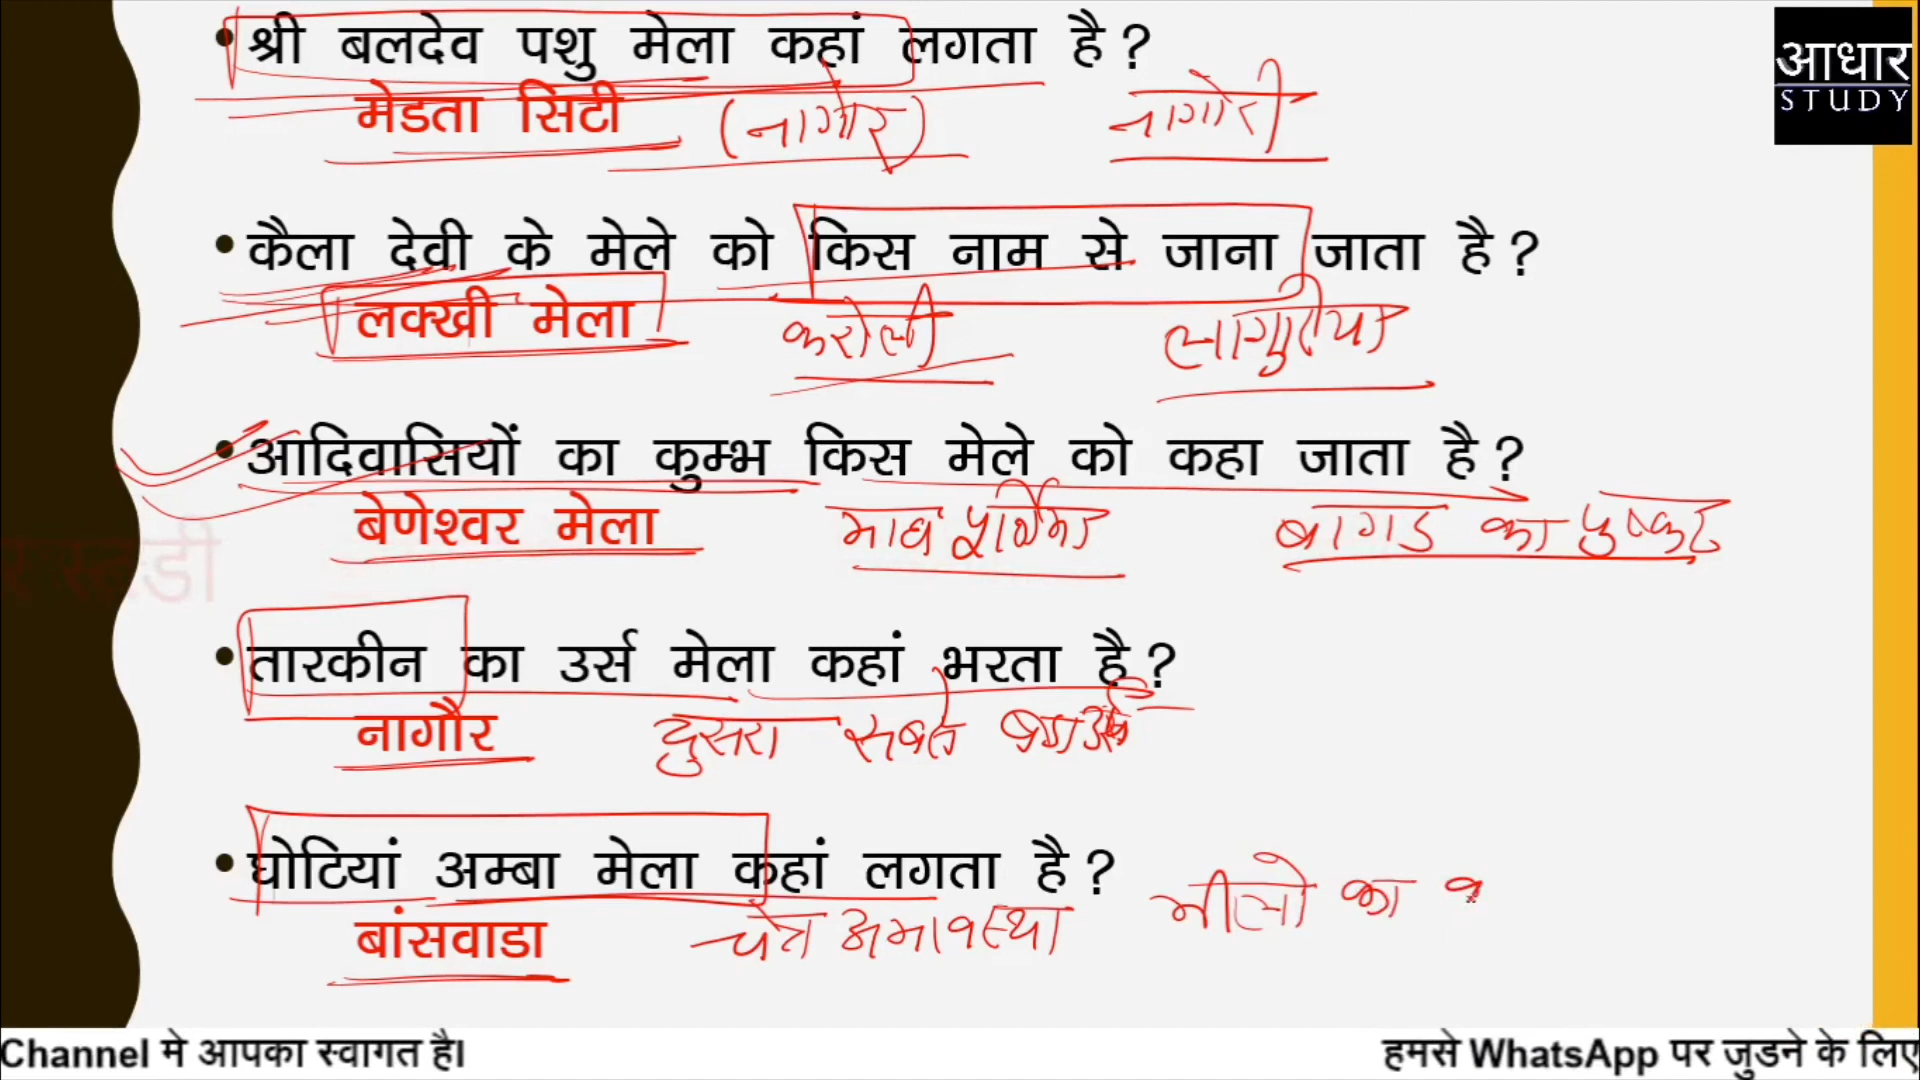 • श्री बलदेव पशु मेला कहां लगता है?
आधार
STUDY
मेडता सिटी (नागौर) नागोरी
• कैला देवी के मेले को किस नाम से जाना जाता है?
लक्खी मेला करोली लागुरिया
• आदिवासियों का कुम्भ किस मेले को कहा जाता है?
बेणेश्वर मेला माघ पूर्णिमा बागड का पुष्कर
• तारकीन का उर्स मेला कहां भरता है?
नागौर दुसरा सबसे बडा उर्स
• घोटियां अम्बा मेला कहां लगता है?
भीलो का
बांसवाडा चेत्र अमावस्था
Channel मे आपका स्वागत है।
हमसे WhatsApp पर जुडने के लिए